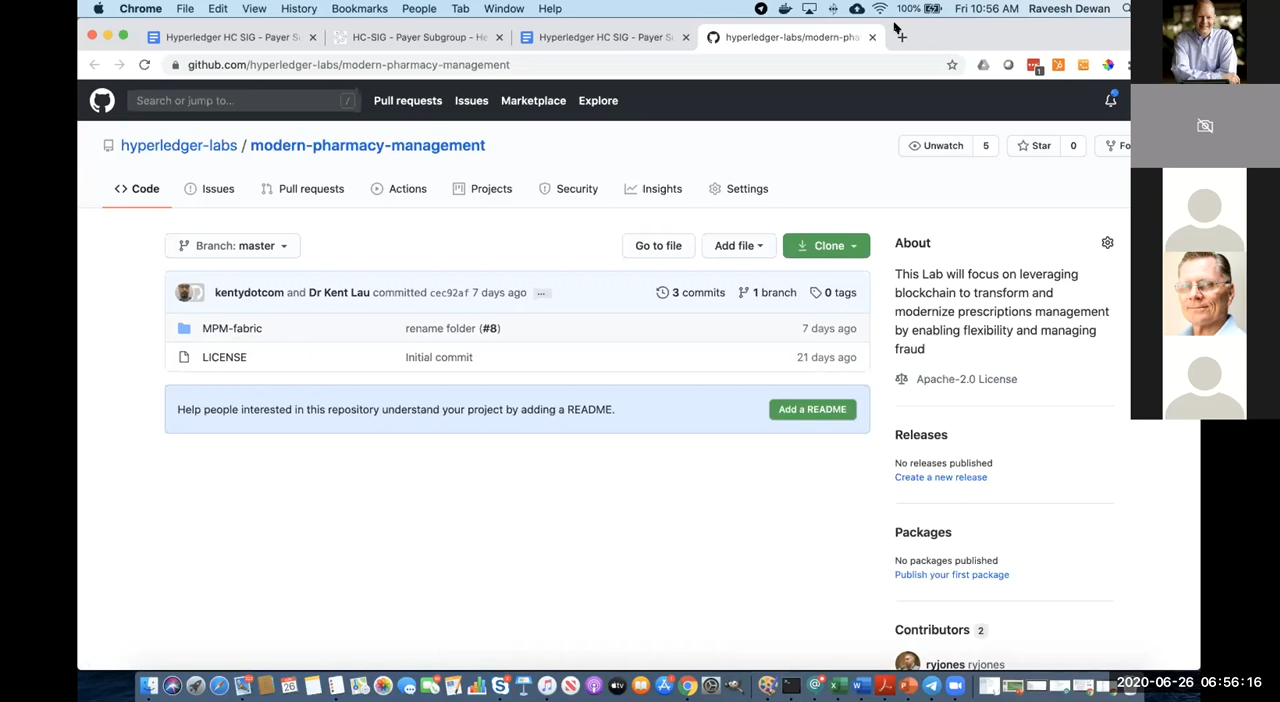 Chrome File Edit View History Bookmarks People Tab Window Help 100% Fri 10:56 AM Raveesh Dewan
Hyperledger HC SIG - Payer S HC-SIG - Payer Subgroup - He Hyperledger HC SIG - Payer S hyperledger-labs/modern-pha
github.com/hyperledger-labs/modern-pharmacy-management 1
Search or jump to... / Pull requests Issues Marketplace Explore
hyperledger-labs / modern-pharmacy-management Unwatch 5 Star 0 Fo
Code Issues Pull requests Actions Projects Security Insights Settings
Branch: master Go to file Add file Clone
kentydotcom and Dr Kent Lau committed cec92af 7 days ago ... 3 commits 1 branch 0 tags
MPM-fabric rename folder (#8) 7 days ago
LICENSE Initial commit 21 days ago
Help people interested in this repository understand your project by adding a README. Add a README
About
This Lab will focus on leveraging
blockchain to transform and
modernize prescriptions management
by enabling flexibility and managing
fraud
Apache-2.0 License
Releases
No releases published
Create a new release
Packages
No packages published
Publish your first package
Contributors 2
ryjones ryjones
2020-06-26 06:56:16